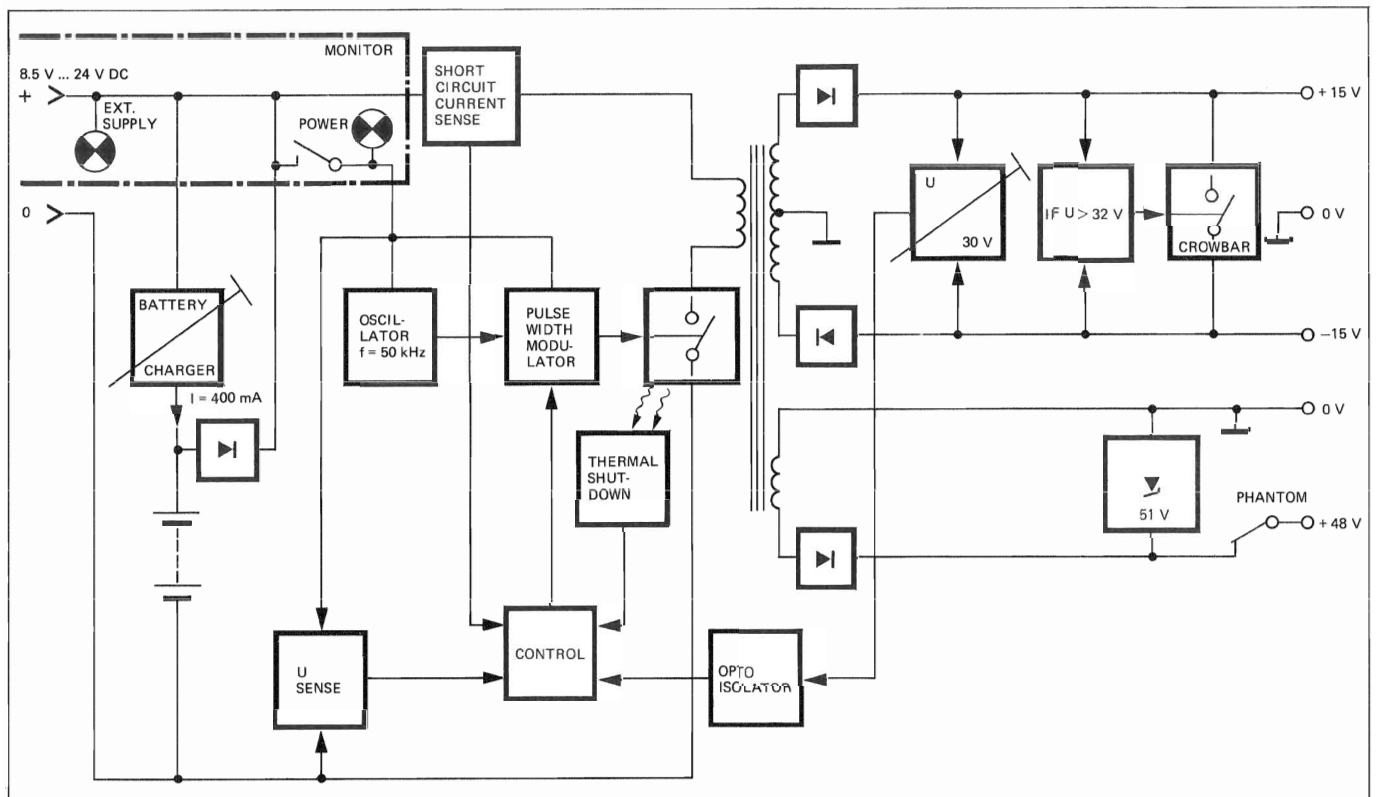 MONITOR
8.5 V ... 24 V DC
+
EXT.
SUPPLY
POWER
0
SHORT
CIRCUIT
CURRENT
SENSE
+ 15 V
U
30 V
IF U > 32 V
CROWBAR
0 V
–15 V
BATTERY
CHARGER
I = 400 mA
OSCIL-
LATOR
f = 50 kHz
PULSE
WIDTH
MODU-
LATOR
THERMAL
SHUT-
DOWN
0 V
51 V
PHANTOM
+ 48 V
U
SENSE
CONTROL
OPTO
ISOLATOR